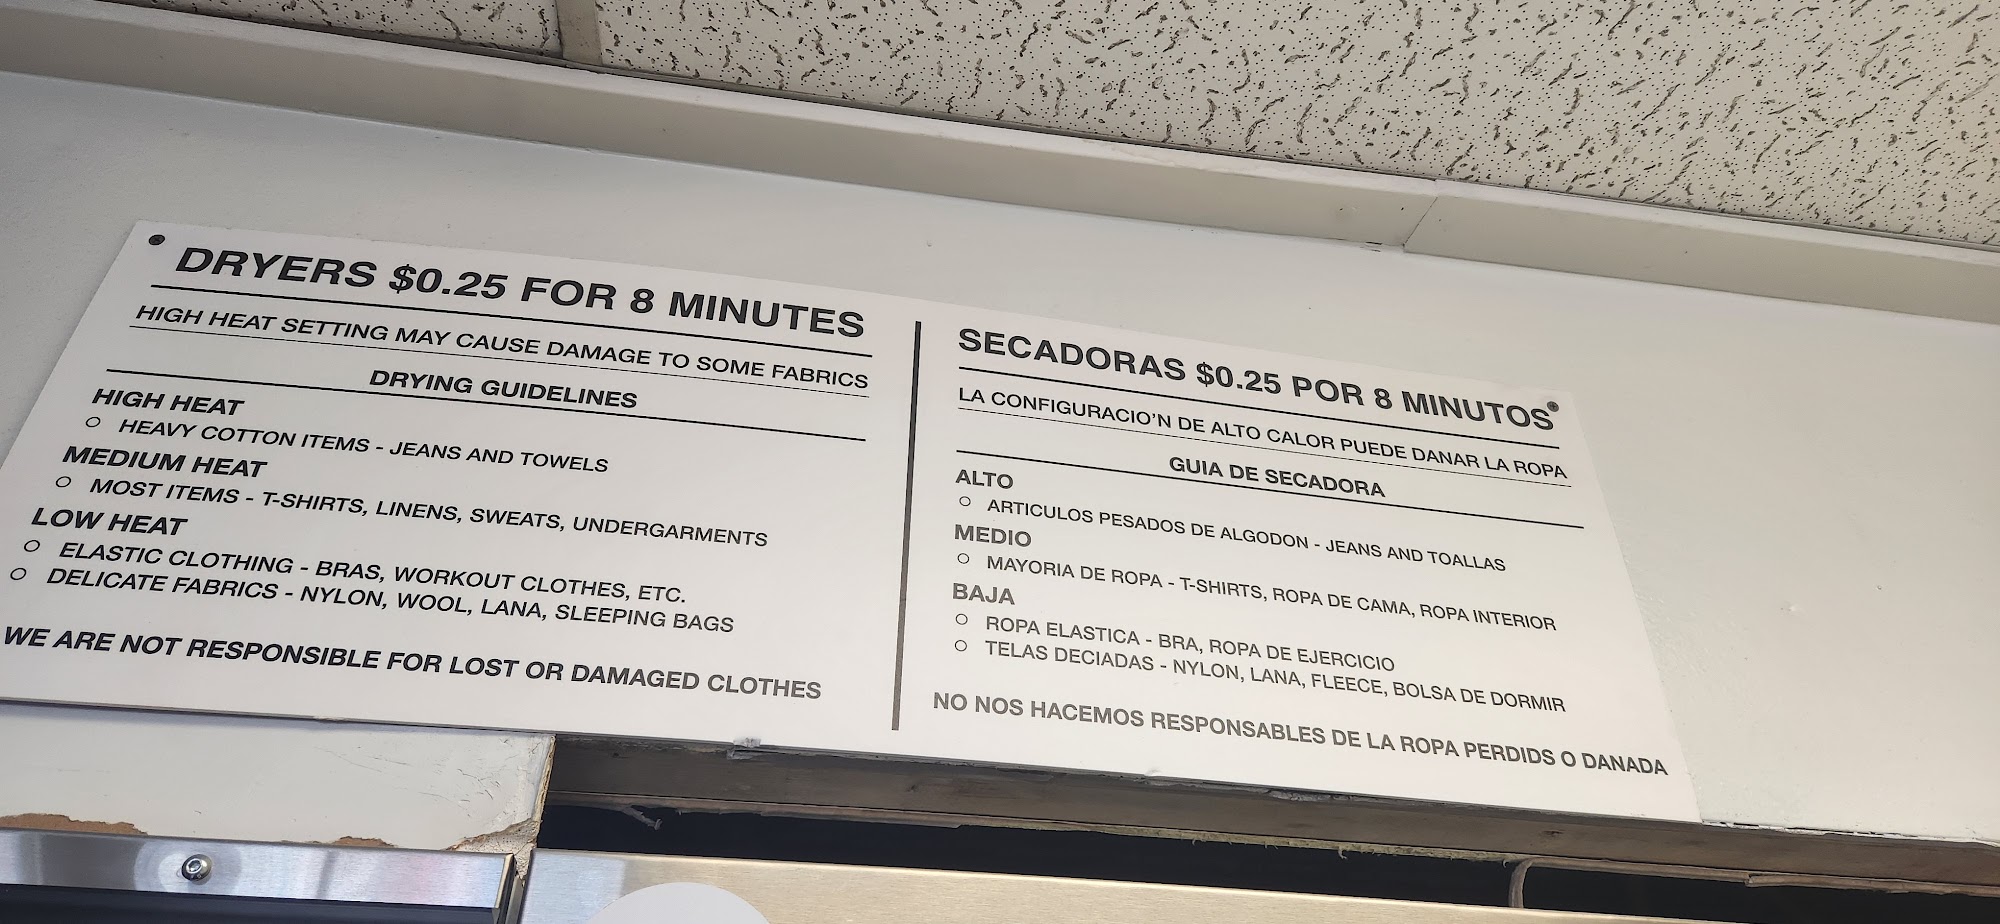 DRYERS $0.25 FOR 8 MINUTES
HIGH HEAT SETTING MAY CAUSE DAMAGE TO SOME FABRICS
DRYING GUIDELINES
HIGH HEAT
○ HEAVY COTTON ITEMS - JEANS AND TOWELS
MEDIUM HEAT
○ MOST ITEMS - T-SHIRTS, LINENS, SWEATS, UNDERGARMENTS
LOW HEAT
○ ELASTIC CLOTHING - BRAS, WORKOUT CLOTHES, ETC.
○ DELICATE FABRICS - NYLON, WOOL, LANA, SLEEPING BAGS
WE ARE NOT RESPONSIBLE FOR LOST OR DAMAGED CLOTHES
SECADORAS $0.25 POR 8 MINUTOS
LA CONFIGURACIO'N DE ALTO CALOR PUEDE DANAR LA ROPA
GUIA DE SECADORA
ALTO
○ ARTICULOS PESADOS DE ALGODON - JEANS AND TOALLAS
MEDIO
○ MAYORIA DE ROPA - T-SHIRTS, ROPA DE CAMA, ROPA INTERIOR
BAJA
○ ROPA ELASTICA - BRA, ROPA DE EJERCICIO
○ TELAS DECIADAS - NYLON, LANA, FLEECE, BOLSA DE DORMIR
NO NOS HACEMOS RESPONSABLES DE LA ROPA PERDIDS O DANADA